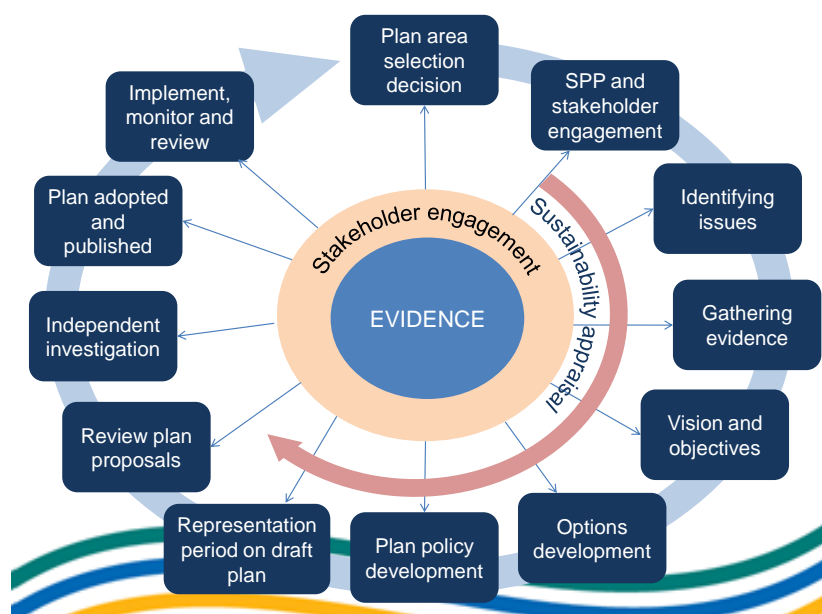 Plan area
selection
decision
SPP and
stakeholder
engagement
Identifying
issues
Gathering
evidence
Vision and
objectives
Options
development
Plan policy
development
Representation
period on draft
plan
Review plan
proposals
Independent
investigation
Plan adopted
and
published
Implement,
monitor and
review
Stakeholder engagement
Sustainability appraisal
EVIDENCE